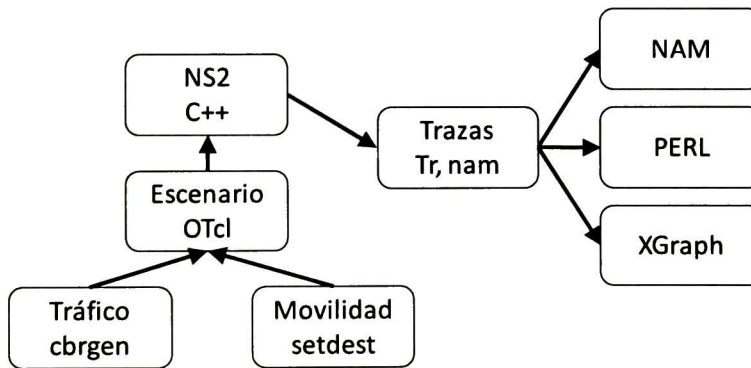 NS2
C++
Escenario
OTcl
Tráfico
cbrgen
Movilidad
setdest
Trazas
Tr, nam
NAM
PERL
XGraph